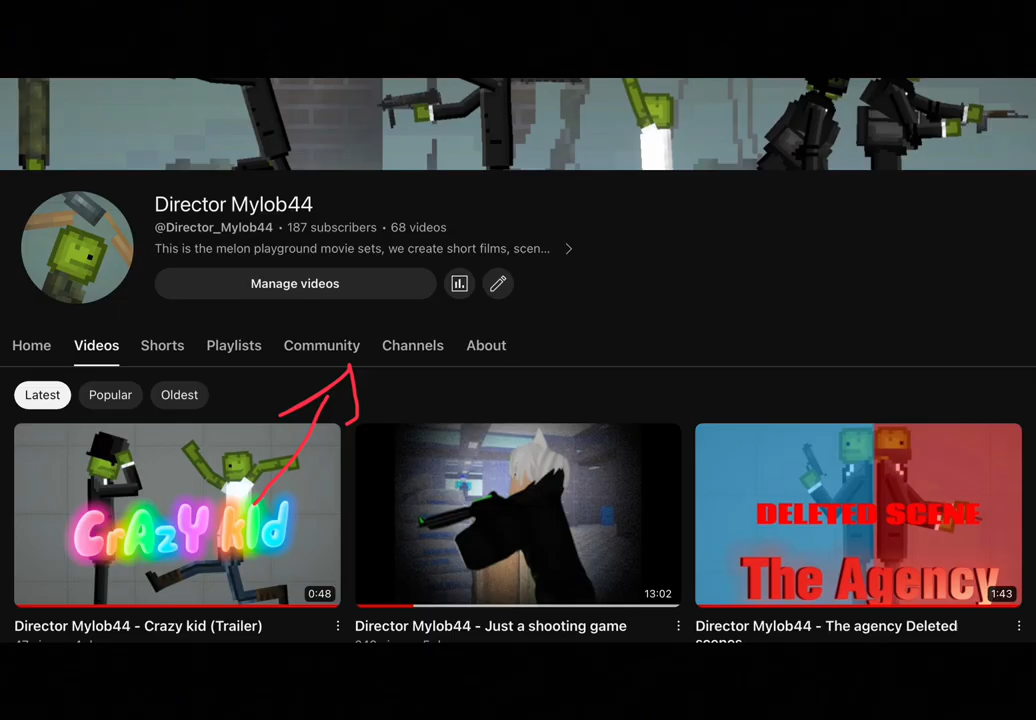 Director Mylob44
@Director_Mylob44 • 187 subscribers • 68 videos
This is the melon playground movie sets, we create short films, scen...
Manage videos
Home Videos Shorts Playlists Community Channels About
Latest Popular Oldest
CrAzY kId
0:48
13:02
DELETED SCENE
The Agency
1:43
Director Mylob44 - Crazy kid (Trailer)
Director Mylob44 - Just a shooting game
Director Mylob44 - The agency Deleted
scenes